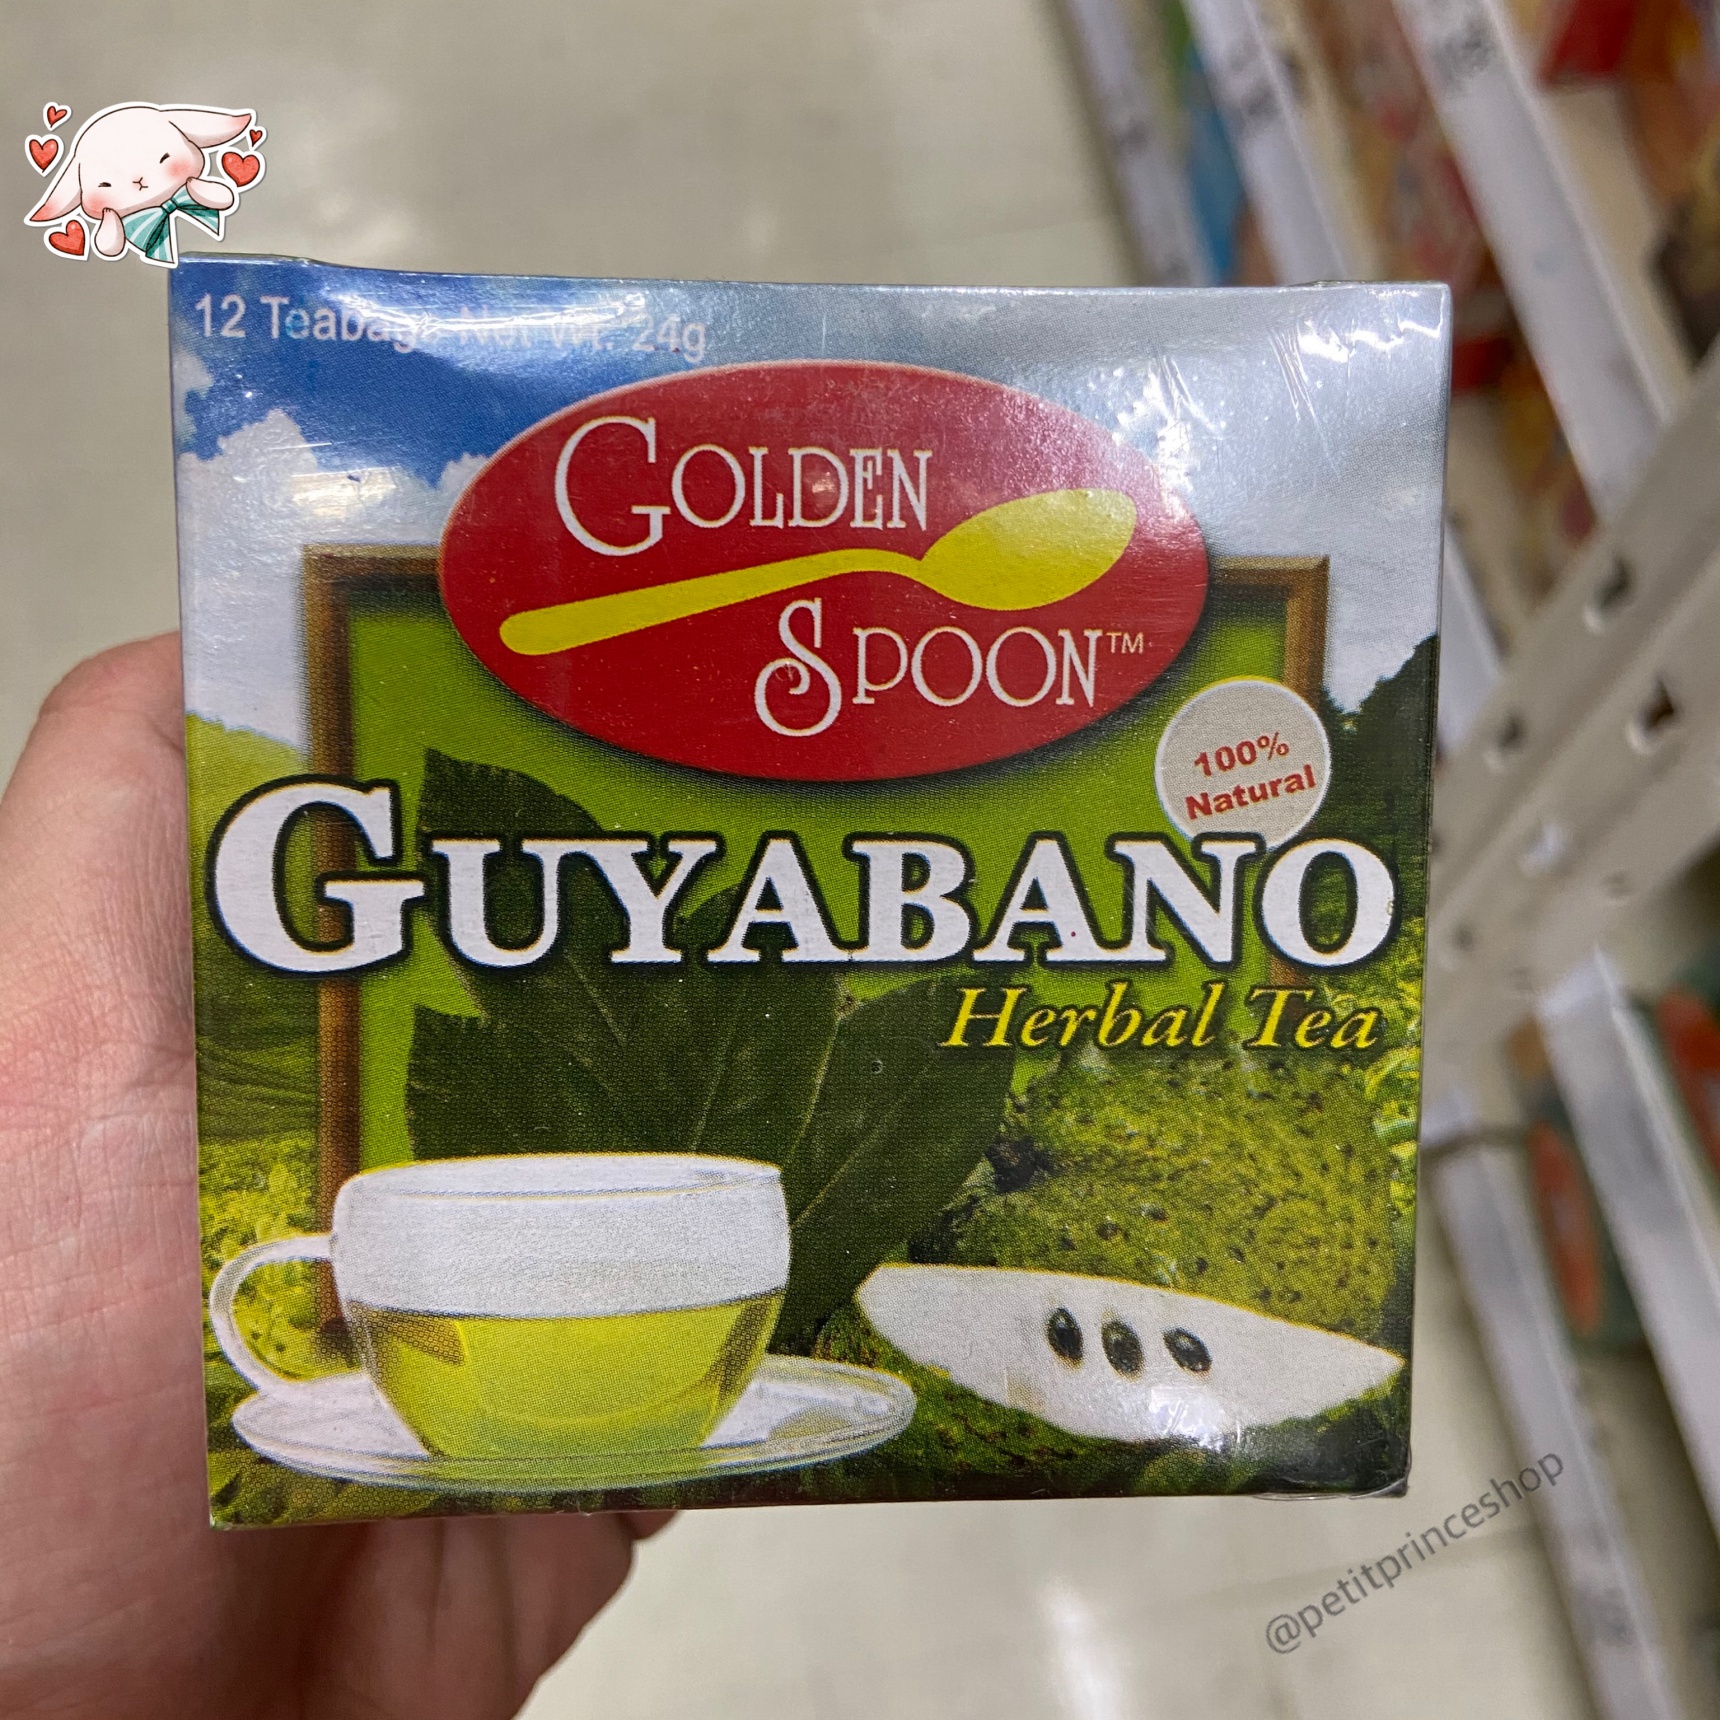 12 Teabags Net Wt. 24g
GOLDEN
SPOON™
100%
Natural
GUYABANO
Herbal Tea
@petitprinceshop